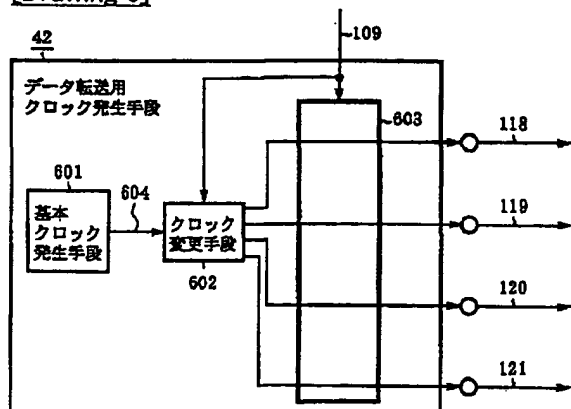 42
109
データ転送用
クロック発生手段
603
118
601
604
基本
クロック
発生手段
クロック
変更手段
602
119
120
121